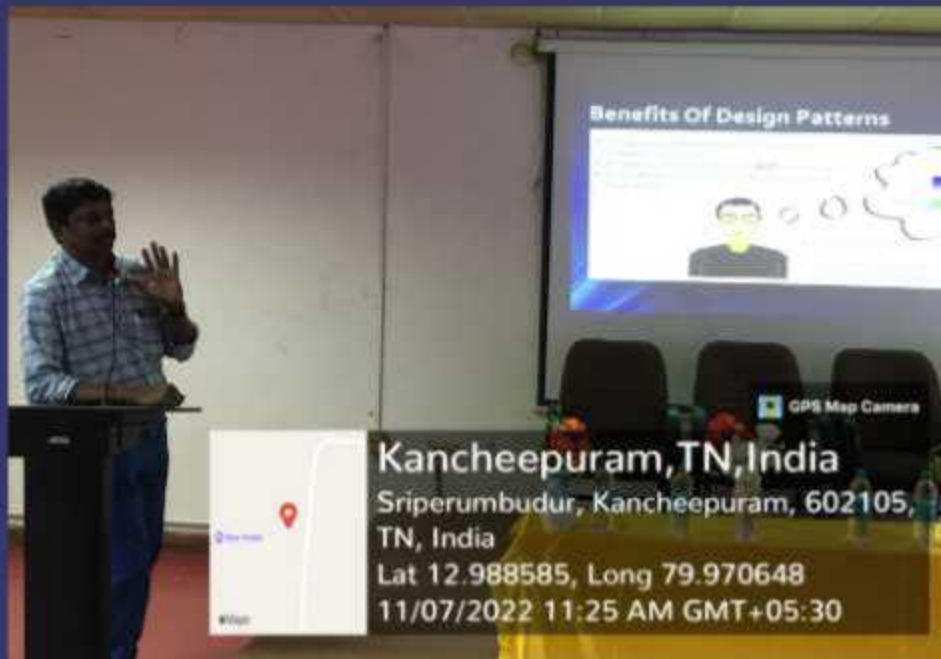 Benefits Of Design Patterns
GPS Map Camera
Kancheepuram,TN,India
Sriperumbudur, Kancheepuram, 602105,
TN, India
Lat 12.988585, Long 79.970648
11/07/2022 11:25 AM GMT+05:30